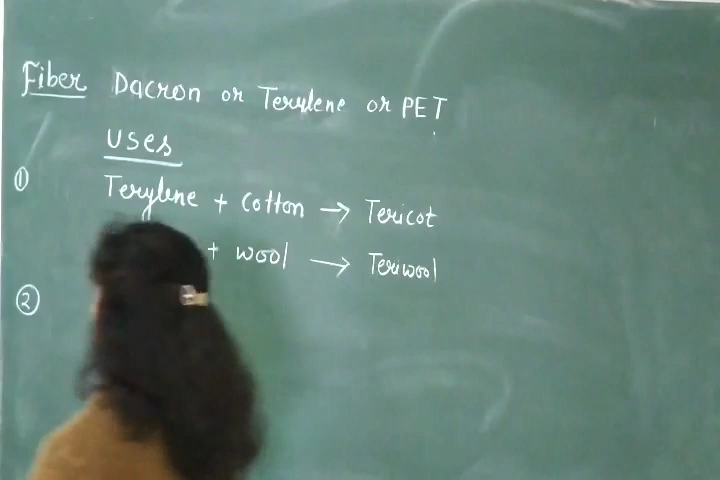 Fiber Dacron or Terylene or PET
Uses
① Terylene + Cotton → Tericot
+ wool → Teriwool
②